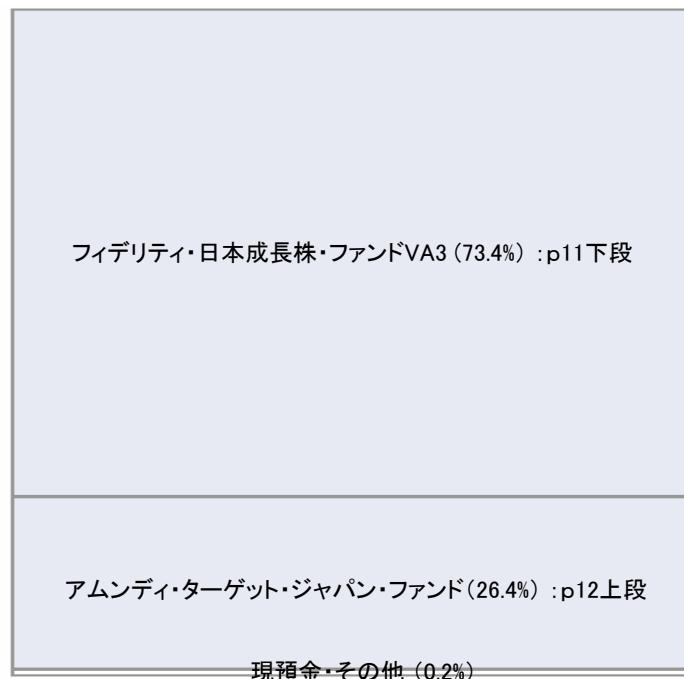 フィデリティ・日本成長株・ファンドVA3 (73.4%) :p11下段
アムンディ・ターゲット・ジャパン・ファンド(26.4%) :p12上段
現預金・その他 (0.2%)